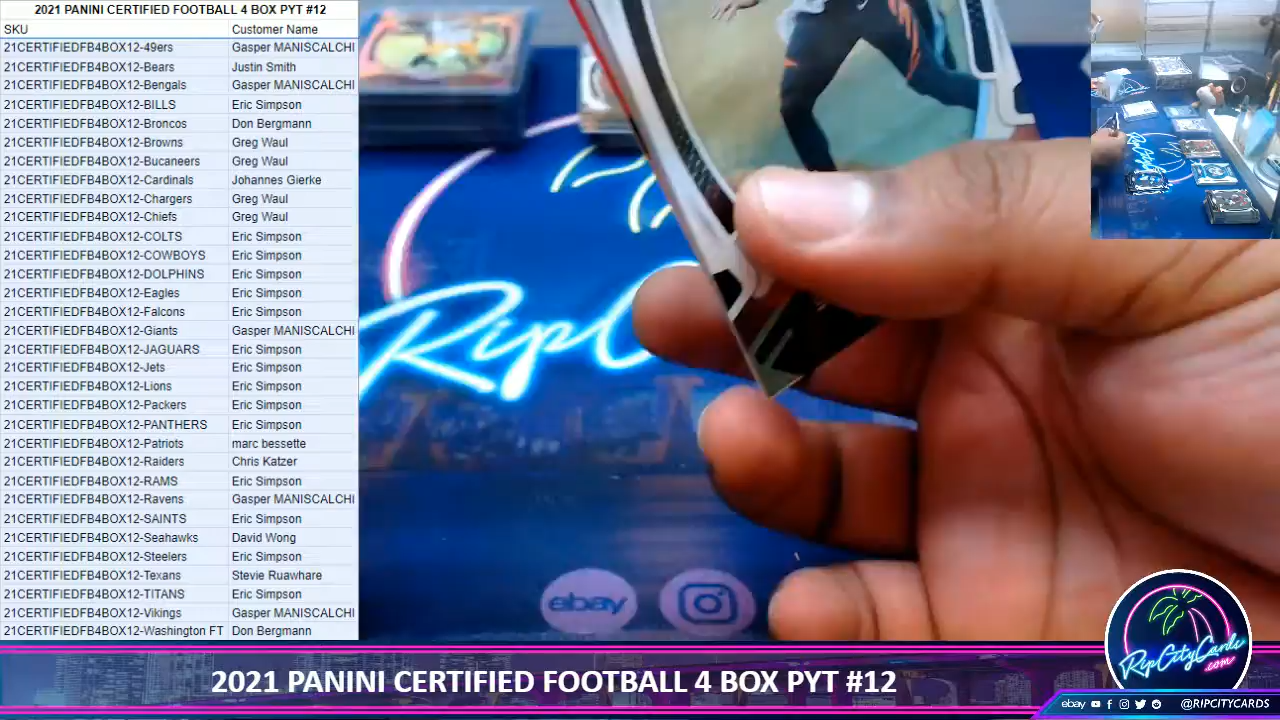 2021 PANINI CERTIFIED FOOTBALL 4 BOX PYT #12
SKU Customer Name
21CERTIFIEDFB4BOX12-49ers Gasper MANISCALCHI
21CERTIFIEDFB4BOX12-Bears Justin Smith
21CERTIFIEDFB4BOX12-Bengals Gasper MANISCALCHI
21CERTIFIEDFB4BOX12-BILLS Eric Simpson
21CERTIFIEDFB4BOX12-Broncos Don Bergmann
21CERTIFIEDFB4BOX12-Browns Greg Waul
21CERTIFIEDFB4BOX12-Bucaneers Greg Waul
21CERTIFIEDFB4BOX12-Cardinals Johannes Gierke
21CERTIFIEDFB4BOX12-Chargers Greg Waul
21CERTIFIEDFB4BOX12-Chiefs Greg Waul
21CERTIFIEDFB4BOX12-COLTS Eric Simpson
21CERTIFIEDFB4BOX12-COWBOYS Eric Simpson
21CERTIFIEDFB4BOX12-DOLPHINS Eric Simpson
21CERTIFIEDFB4BOX12-Eagles Eric Simpson
21CERTIFIEDFB4BOX12-Falcons Eric Simpson
21CERTIFIEDFB4BOX12-Giants Gasper MANISCALCHI
21CERTIFIEDFB4BOX12-JAGUARS Eric Simpson
21CERTIFIEDFB4BOX12-Jets Eric Simpson
21CERTIFIEDFB4BOX12-Lions Eric Simpson
21CERTIFIEDFB4BOX12-Packers Eric Simpson
21CERTIFIEDFB4BOX12-PANTHERS Eric Simpson
21CERTIFIEDFB4BOX12-Patriots marc bessette
21CERTIFIEDFB4BOX12-Raiders Chris Katzer
21CERTIFIEDFB4BOX12-RAMS Eric Simpson
21CERTIFIEDFB4BOX12-Ravens Gasper MANISCALCHI
21CERTIFIEDFB4BOX12-SAINTS Eric Simpson
21CERTIFIEDFB4BOX12-Seahawks David Wong
21CERTIFIEDFB4BOX12-Steelers Eric Simpson
21CERTIFIEDFB4BOX12-Texans Stevie Ruawhare
21CERTIFIEDFB4BOX12-TITANS Eric Simpson
21CERTIFIEDFB4BOX12-Vikings Gasper MANISCALCHI
21CERTIFIEDFB4BOX12-Washington FT Don Bergmann
RipC
ebay
2021 PANINI CERTIFIED FOOTBALL 4 BOX PYT #12
RipCityCards
.com
ebay @RIPCITYCARDS